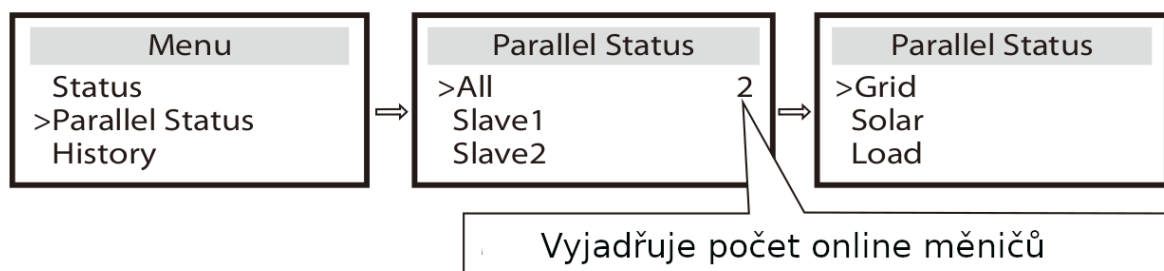 Menu
Status
>Parallel Status
History
Parallel Status
>All 2
Slave1
Slave2
Parallel Status
>Grid
Solar
Load
Vyjadřuje počet online měničů